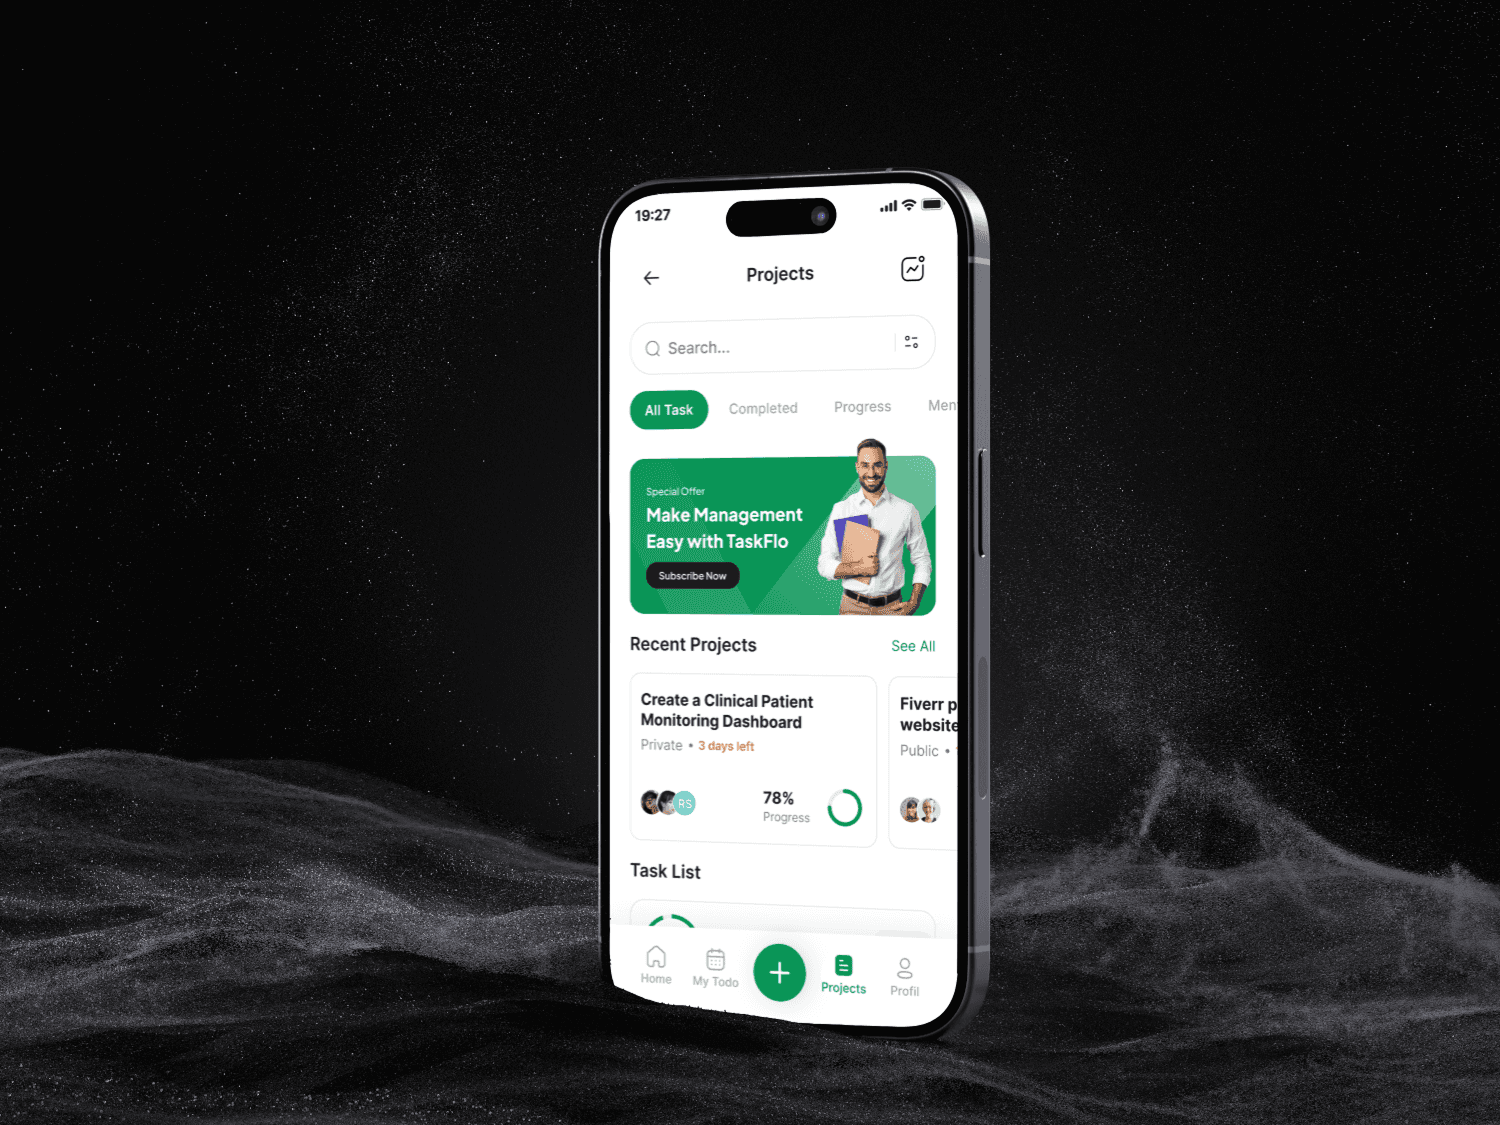 19:27
Projects
Search...
All Task Completed Progress
Special Offer
Make Management
Easy with TaskFlo
Subscribe Now
Recent Projects See All
Create a Clinical Patient
Monitoring Dashboard
Private • 3 days left
RS
78%
Progress
Fiverr
website
Public •
Task List
Home My Todo Projects Profil